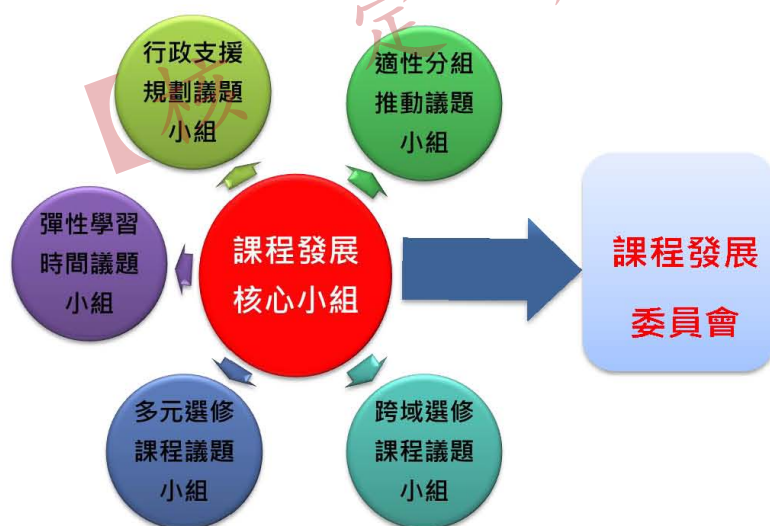 【核定
行政支援
規劃議題
小組
適性分組
推動議題
小組
彈性學習
時間議題
小組
課程發展
核心小組
課程發展
委員會
多元選修
課程議題
小組
跨域選修
課程議題
小組